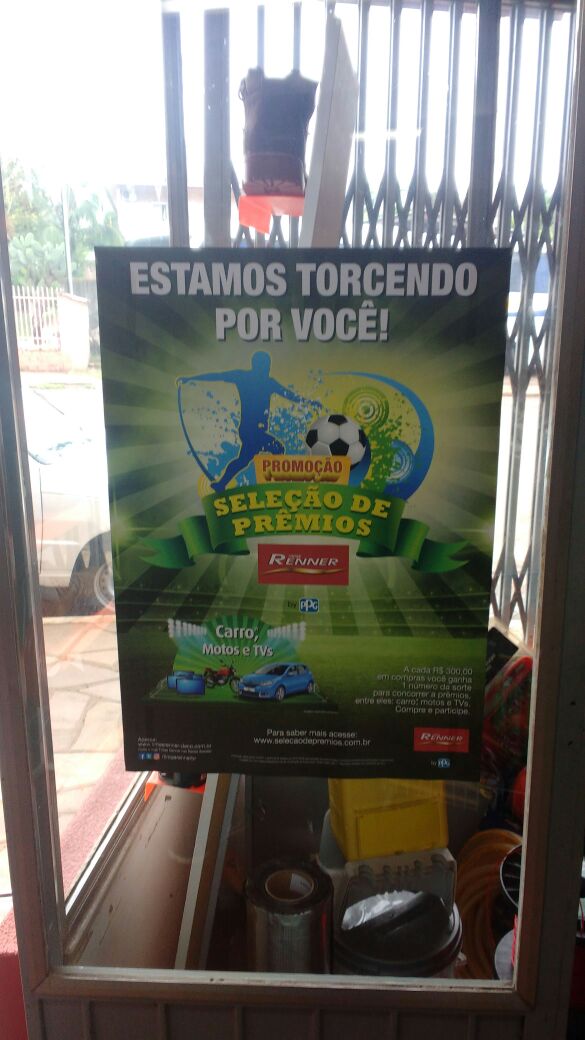 ESTAMOS TORCENDO
POR VOCÊ!
PROMOÇÃO
SELEÇÃO DE
PRÊMIOS
RENNER
by PPG
Carro,
Motos e TVs
A cada R$ 300,00
em compras você ganha
1 número da sorte
para concorrer a prêmios,
entre eles: carro, motos e TVs.
Compre e participe.
Para saber mais acesse:
www.selecaodepremios.com.br
Acesse:
RENNER
by PPG